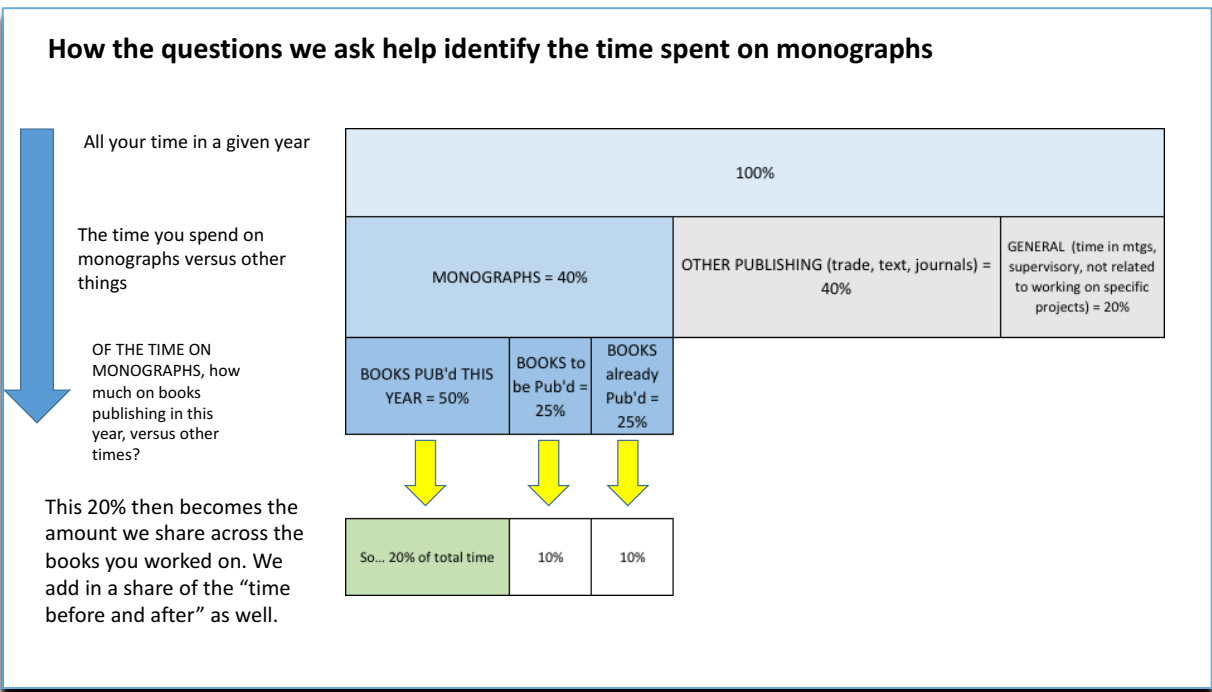 How the questions we ask help identify the time spent on monographs
All your time in a given year
100%
The time you spend on
monographs versus other
things
MONOGRAPHS = 40%
OTHER PUBLISHING (trade, text, journals) =
40%
GENERAL (time in mtgs,
supervisory, not related
to working on specific
projects) = 20%
OF THE TIME ON
MONOGRAPHS, how
much on books
publishing in this
year, versus other
times?
BOOKS PUB'd THIS
YEAR = 50%
BOOKS to
be Pub'd =
25%
BOOKS
already
Pub'd =
25%
This 20% then becomes the
amount we share across the
books you worked on. We
add in a share of the “time
before and after” as well.
So... 20% of total time
10%
10%